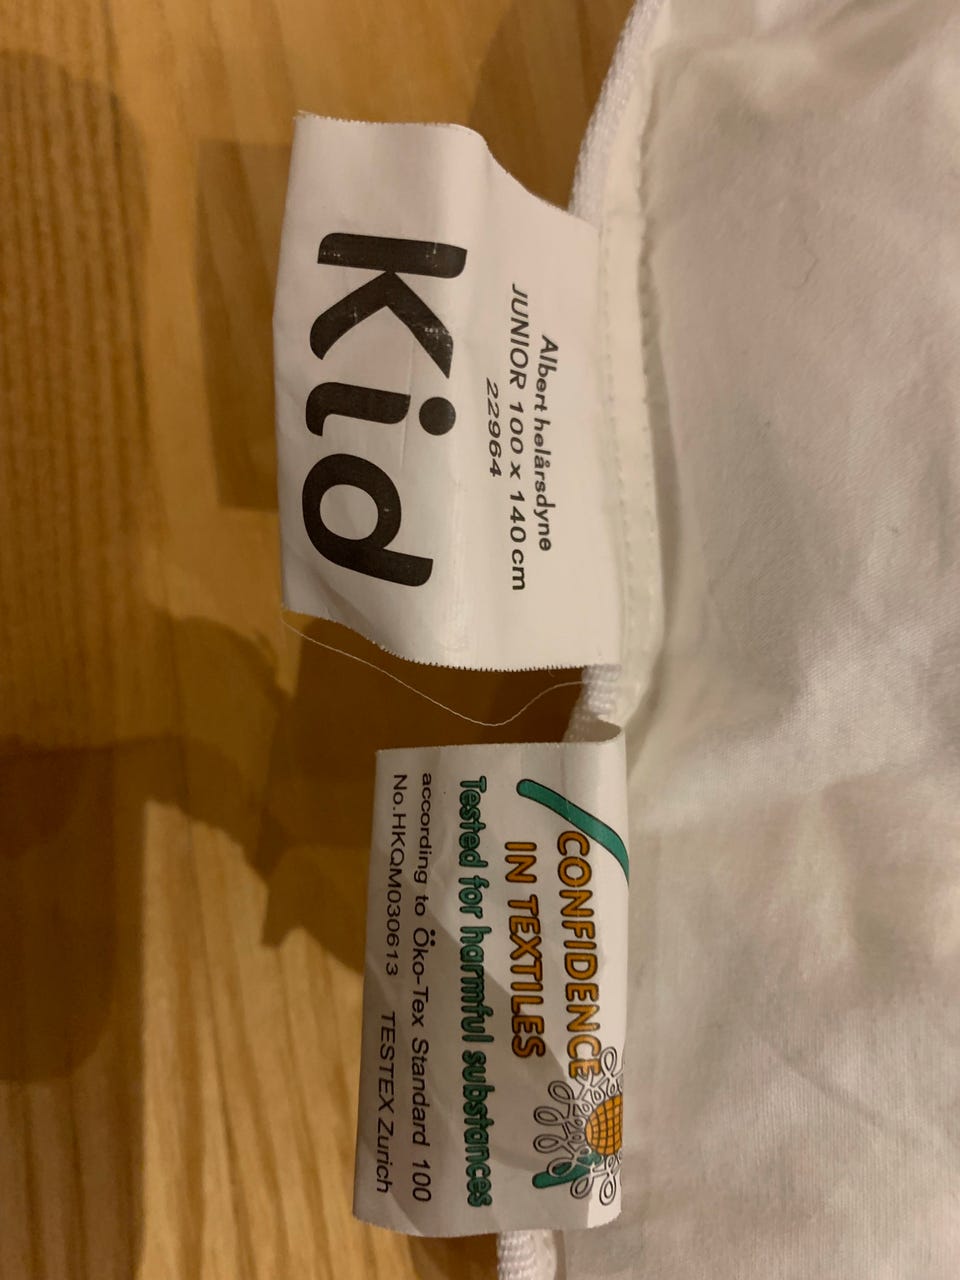 Albert helårsdyne
JUNIOR 100 x 140 cm
22964
Kid
CONFIDENCE
IN TEXTILES
Tested for harmful substances
according to Öko-Tex Standard 100
No.HKQM030613 TESTEX Zurich